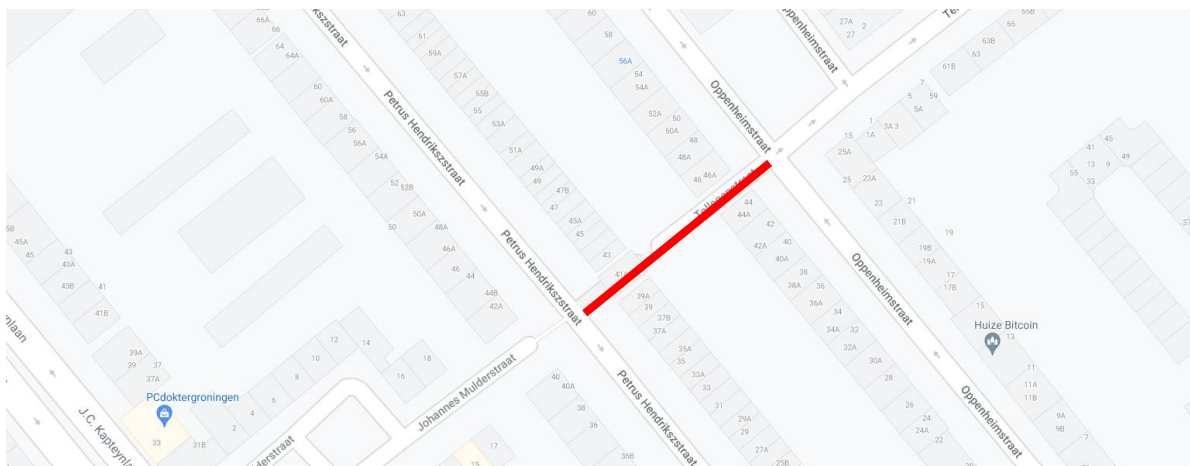 Petrus Hendrikszstraat
Petrus Hendrikszstraat
Petrus Hendrikszstraat
Oppenheimstraat
Oppenheimstraat
Oppenheimstraat
Oppenheimstraat
Johannes Mulderstraat
J.C. Kapteynl
PCdoktergroningen
Huize Bitcoin
66A
66
64
64A
60
60A
58
56
56A
54A
52
52B
50A
50
48A
46A
46
44
44B
42A
63
61
59A
57A
55B
55
53A
51A
49A
49
47B
47
45A
45
43
41A
39A
39
37B
37A
35A
35
33A
33
31
29A
29
27A
25B
60
58
56A
54
54A
52A
50
50A
48
48A
46
46A
44
44A
42
42A
40
40A
38
38A
36
36A
34
34A
32
32A
30A
28
26
24
24A
22
27A
2
27
65B
65
63B
63
61B
7
5
59
5A
1
3A
3
15
1A
25A
25
23A
23
21
21B
19
19B
19A
17
17B
15
13
11
11A
11B
9A
9B
7
45
41
13
9
49
55
33
37
45A
45
43
43A
43B
41
41B
39A
39
37
37A
33
31B
2
4
6
8
10
12
14
16
18
40
40A
38
36
36B
17
15